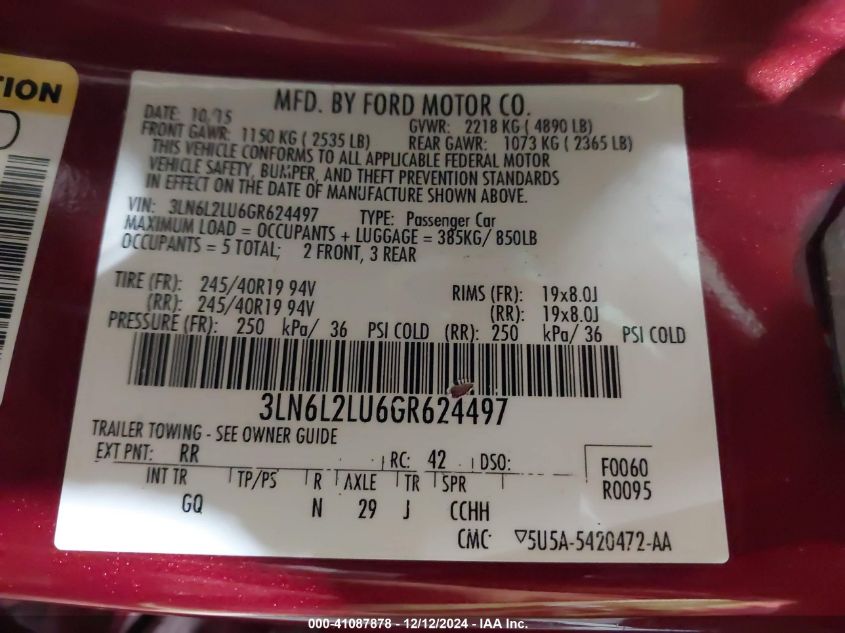 TION
MFD. BY FORD MOTOR CO.
DATE: 10/15 GVWR: 2218 KG ( 4890 LB)
FRONT GAWR: 1150 KG ( 2535 LB) REAR GAWR: 1073 KG ( 2365 LB)
THIS VEHICLE CONFORMS TO ALL APPLICABLE FEDERAL MOTOR
VEHICLE SAFETY, BUMPER, AND THEFT PREVENTION STANDARDS
IN EFFECT ON THE DATE OF MANUFACTURE SHOWN ABOVE.
VIN: 3LN6L2LU6GR624497 TYPE: Passenger Car
MAXIMUM LOAD = OCCUPANTS + LUGGAGE = 385KG/ 850LB
OCCUPANTS = 5 TOTAL; 2 FRONT, 3 REAR
TIRE (FR): 245/40R19 94V RIMS (FR): 19x8.0J
(RR): 245/40R19 94V (RR): 19x8.0J
PRESSURE (FR): 250 kPa/ 36 PSI COLD (RR): 250 kPa/ 36 PSI COLD
3LN6L2LU6GR624497
TRAILER TOWING - SEE OWNER GUIDE
EXT PNT: RR RC: 42 DSO: F0060
INT TR TP/PS R AXLE TR SPR R0095
GQ N 29 J CCHH
CMC ▽5U5A-5420472-AA
000-41087878 - 12/12/2024 - IAA Inc.